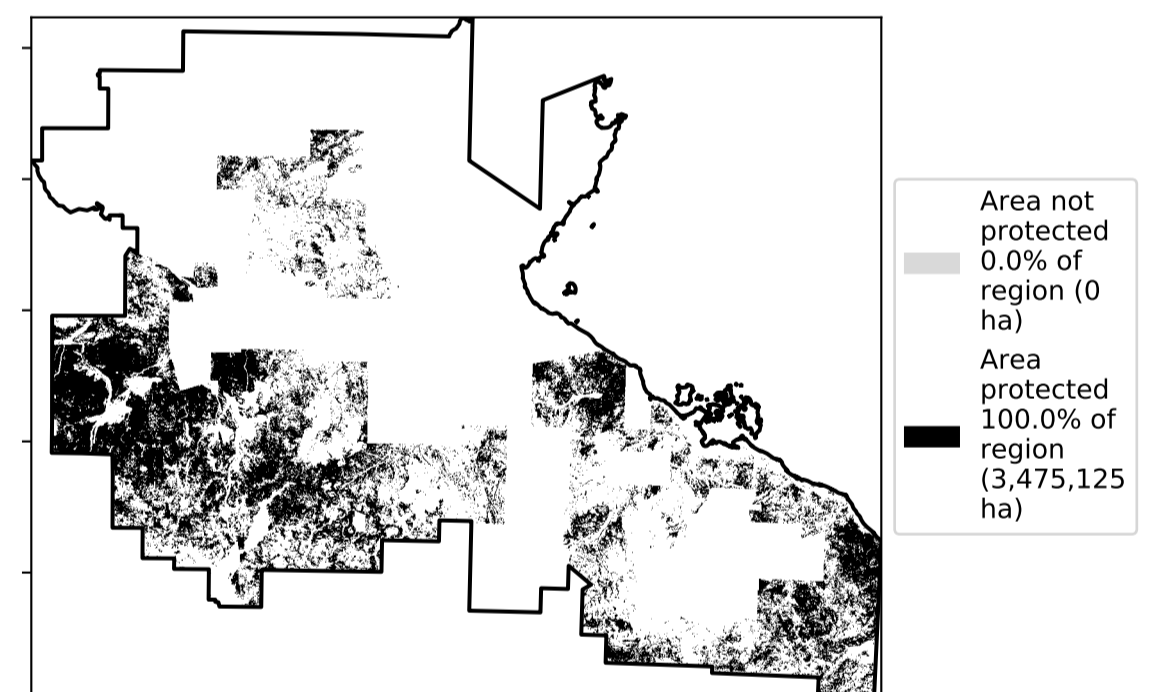 Area not
protected
0.0% of
region (0
ha)
Area
protected
100.0% of
region
(3,475,125
ha)